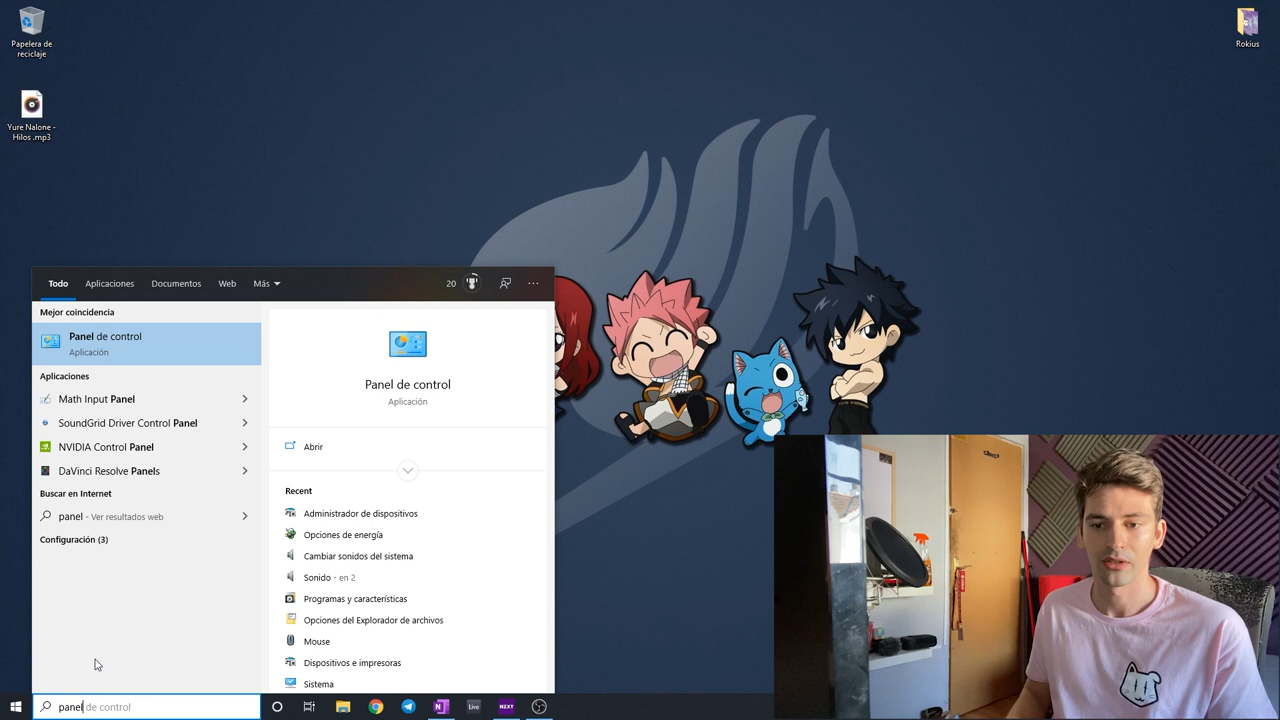 Papelera de
reciclaje
Yure Nalone -
Hilos .mp3
Rokius
Todo
Aplicaciones
Documentos
Web
Más
20
Mejor coincidencia
Panel de control
Aplicación
Aplicaciones
Math Input Panel
SoundGrid Driver Control Panel
NVIDIA Control Panel
DaVinci Resolve Panels
Buscar en Internet
panel - Ver resultados web
Configuración (3)
Panel de control
Aplicación
Abrir
Recent
Administrador de dispositivos
Opciones de energía
Cambiar sonidos del sistema
Sonido - en 2
Programas y características
Opciones del Explorador de archivos
Mouse
Dispositivos e impresoras
Sistema
panel de control
Live
NZXT